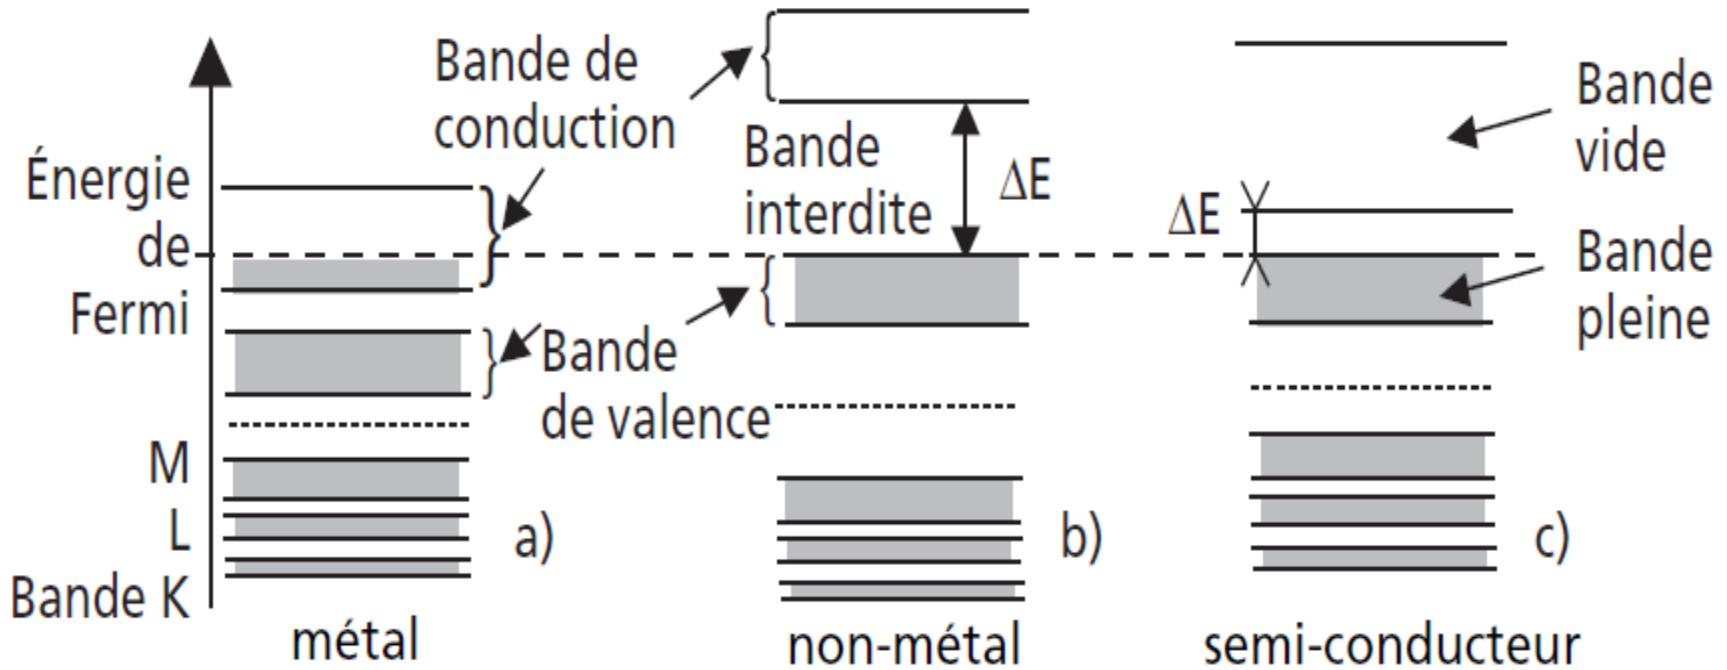 Énergie
de
Fermi
M
L
Bande K
métal
a)
Bande de
conduction
Bande
de valence
Bande
interdite
ΔE
b)
non-métal
ΔE
Bande
vide
Bande
pleine
c)
semi-conducteur